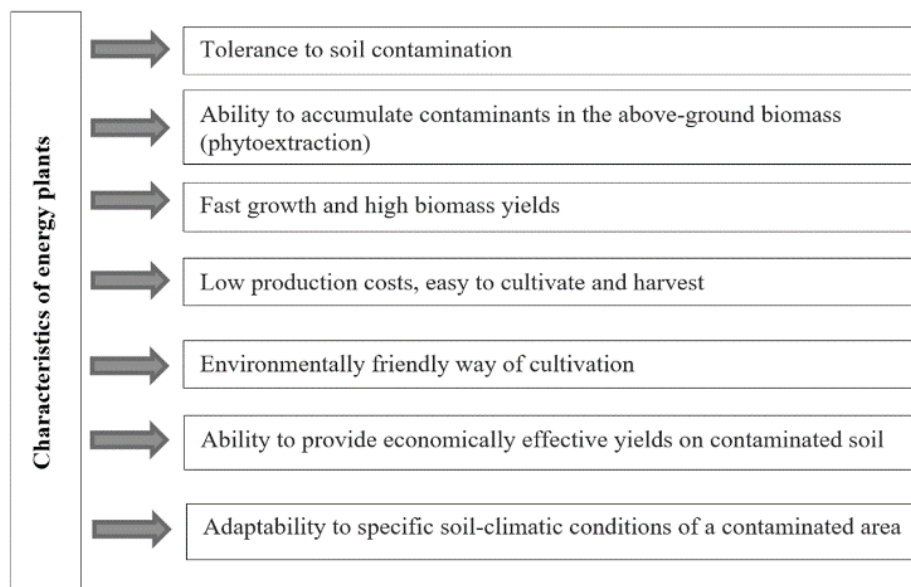 Characteristics of energy plants
Tolerance to soil contamination
Ability to accumulate contaminants in the above-ground biomass
(phytoextraction)
Fast growth and high biomass yields
Low production costs, easy to cultivate and harvest
Environmentally friendly way of cultivation
Ability to provide economically effective yields on contaminated soil
Adaptability to specific soil-climatic conditions of a contaminated area